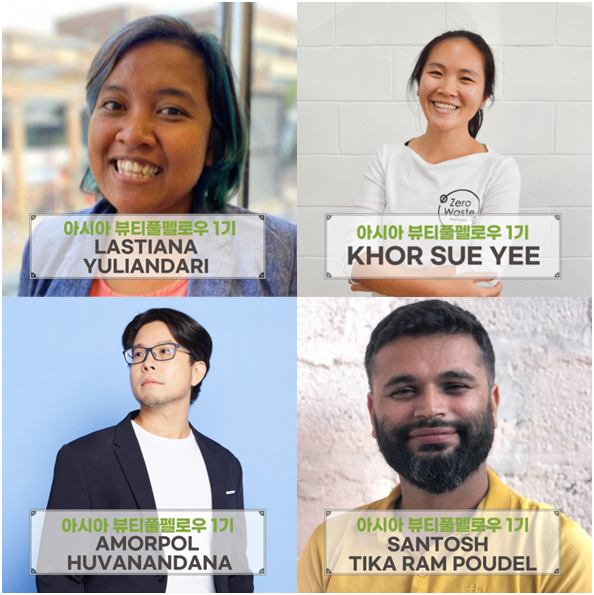 아시아 뷰티풀펠로우 1기
LASTIANA
YULIANDARI
Zero
Waste
아시아 뷰티풀펠로우 1기
KHOR SUE YEE
아시아 뷰티풀펠로우 1기
AMORPOL
HUVANANDANA
아시아 뷰티풀펠로우 1기
SANTOSH
TIKA RAM POUDEL